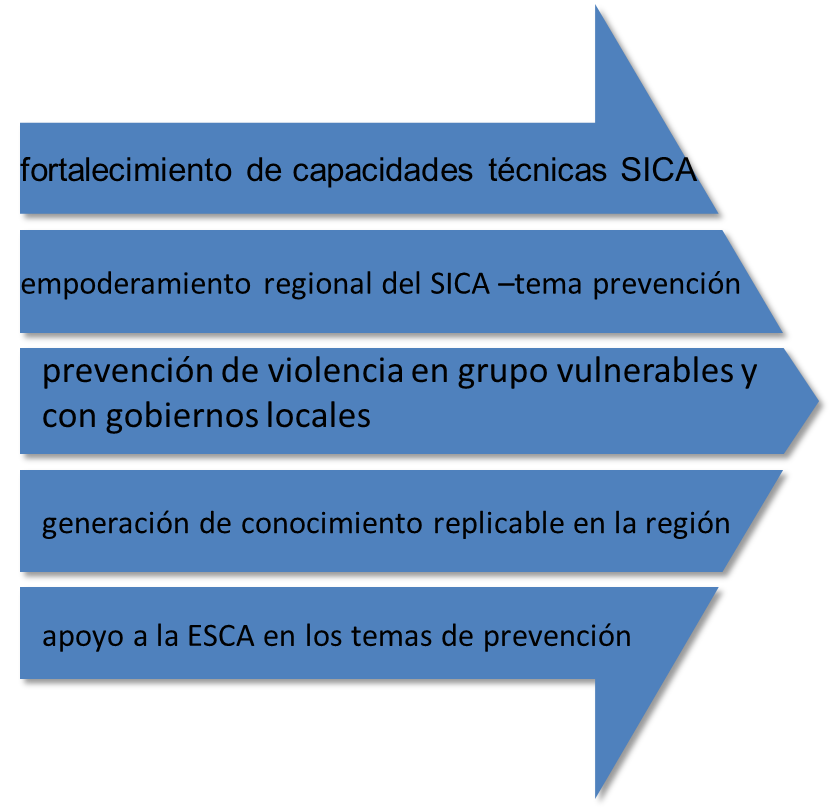 fortalecimiento de capacidades técnicas SICA
empoderamiento regional del SICA –tema prevención
prevención de violencia en grupo vulnerables y
con gobiernos locales
generación de conocimiento replicable en la región
apoyo a la ESCA en los temas de prevención